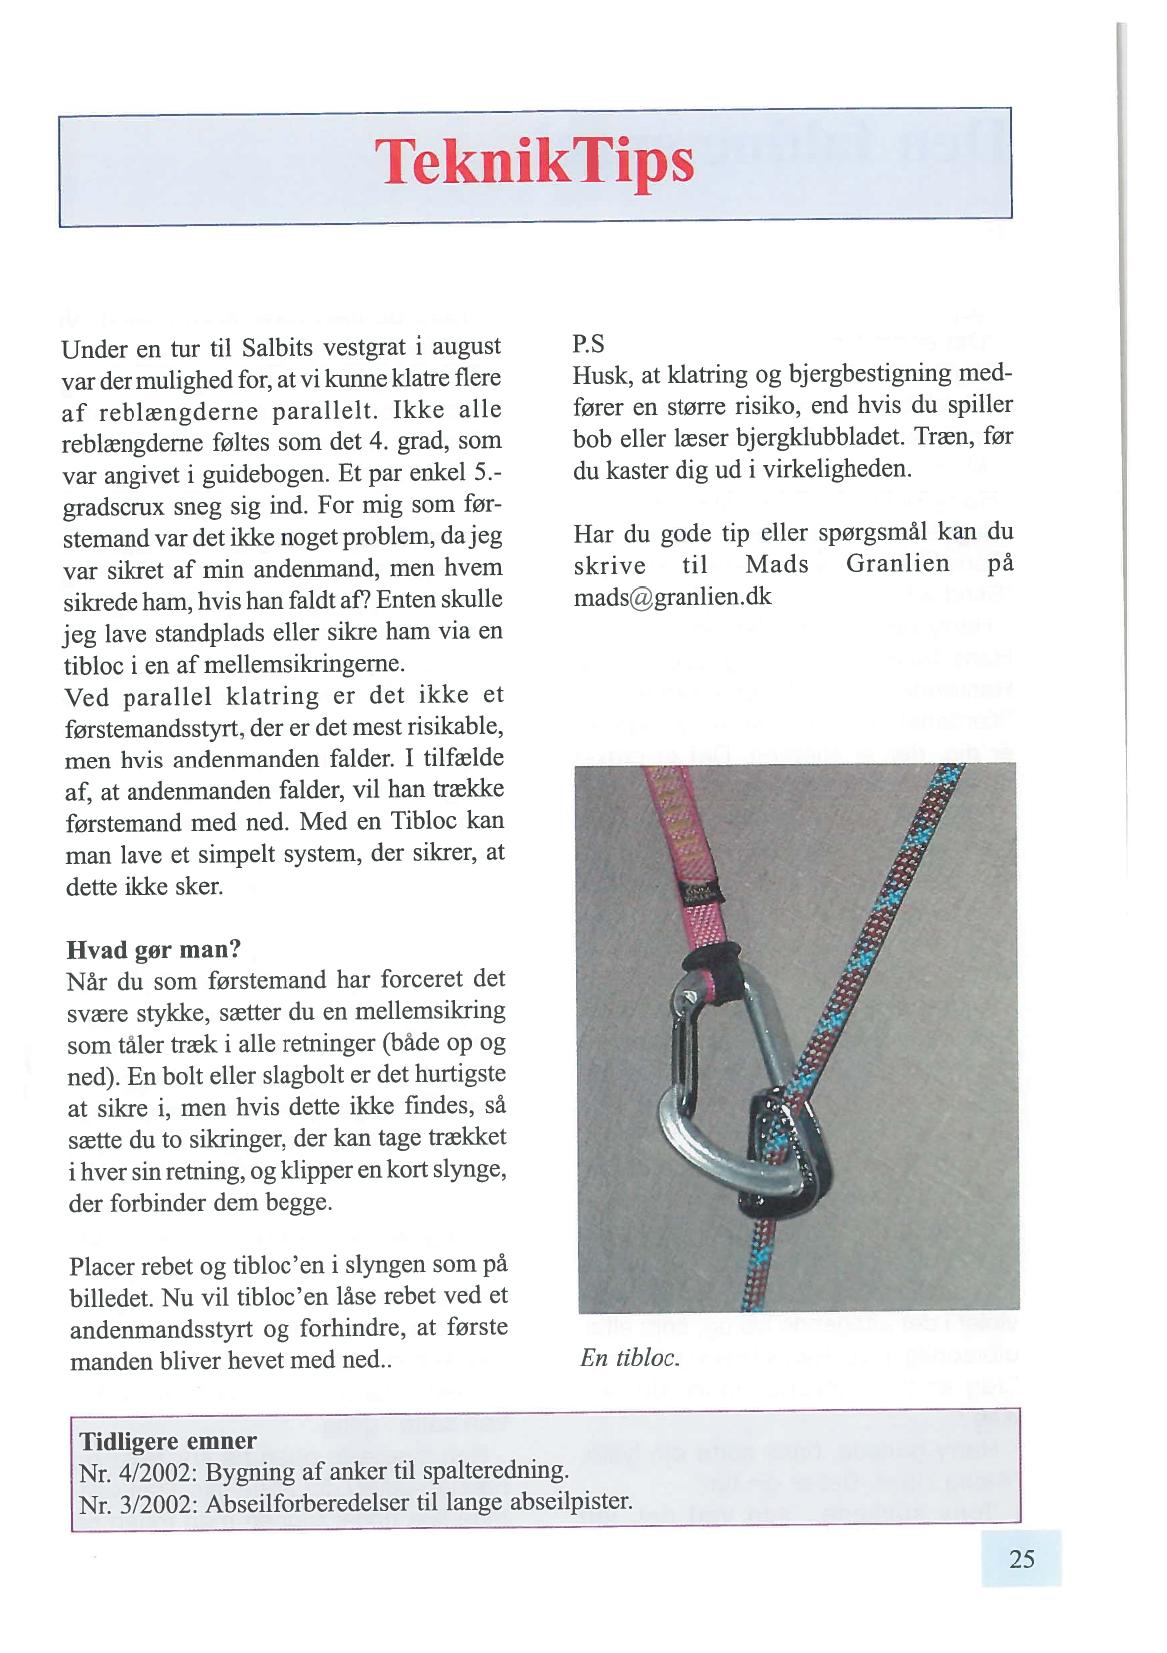 TeknikTips
Under en tur til Salbits vestgrat i august
var der mulighed for, at vi kunne klatre flere
af reblængderne parallelt. Ikke alle
reblængderne føltes som det 4. grad, som
var angivet i guidebogen. Et par enkel 5.-
gradscrux sneg sig ind. For mig som før-
stemand var det ikke noget problem, da jeg
var sikret af min andenmand, men hvem
sikrede ham, hvis han faldt af? Enten skulle
jeg lave standplads eller sikre ham via en
tibloc i en af mellemsikringerne.
Ved parallel klatring er det ikke et
førstemandsstyrt, der er det mest risikable,
men hvis andenmanden falder. I tilfælde
af, at andenmanden falder, vil han trække
førstemand med ned. Med en Tibloc kan
man lave et simpelt system, der sikrer, at
dette ikke sker.
Hvad gør man?
Når du som førstemand har forceret det
svære stykke, sætter du en mellemsikring
som tåler træk i alle retninger (både op og
ned). En bolt eller slagbolt er det hurtigste
at sikre i, men hvis dette ikke findes, så
sætte du to sikringer, der kan tage trækket
i hver sin retning, og klipper en kort slynge,
der forbinder dem begge.
Placer rebet og tibloc'en i slyngen som på
billedet. Nu vil tibloc'en låse rebet ved et
andenmandsstyrt og forhindre, at første
manden bliver hevet med ned..
P.S
Husk, at klatring og bjergbestigning med-
fører en større risiko, end hvis du spiller
bob eller læser bjergklubbladet. Træn, før
du kaster dig ud i virkeligheden.
Har du gode tip eller spørgsmål kan du
skrive til Mads Granlien på
mads@granlien.dk
En tibloc.
Tidligere emner
Nr. 4/2002: Bygning af anker til spalteredning.
Nr. 3/2002: Abseilforberedelser til lange abseilpister.
25